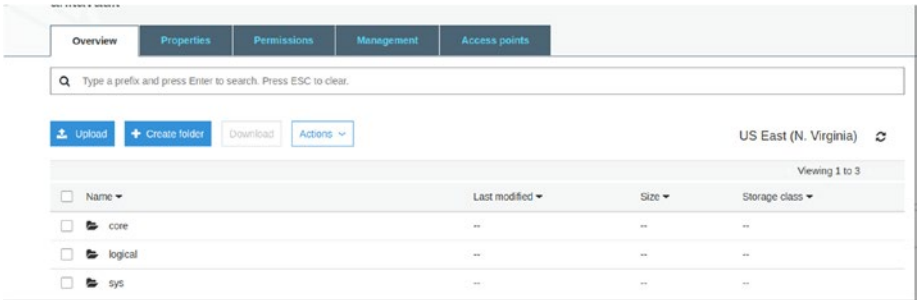 Overview Properties Permissions Management Access points
Type a prefix and press Enter to search. Press ESC to clear.
Upload + Create folder Download Actions US East (N. Virginia)
Viewing 1 to 3
Name Last modified Size Storage class
core -- -- --
logical -- -- --
sys -- -- --